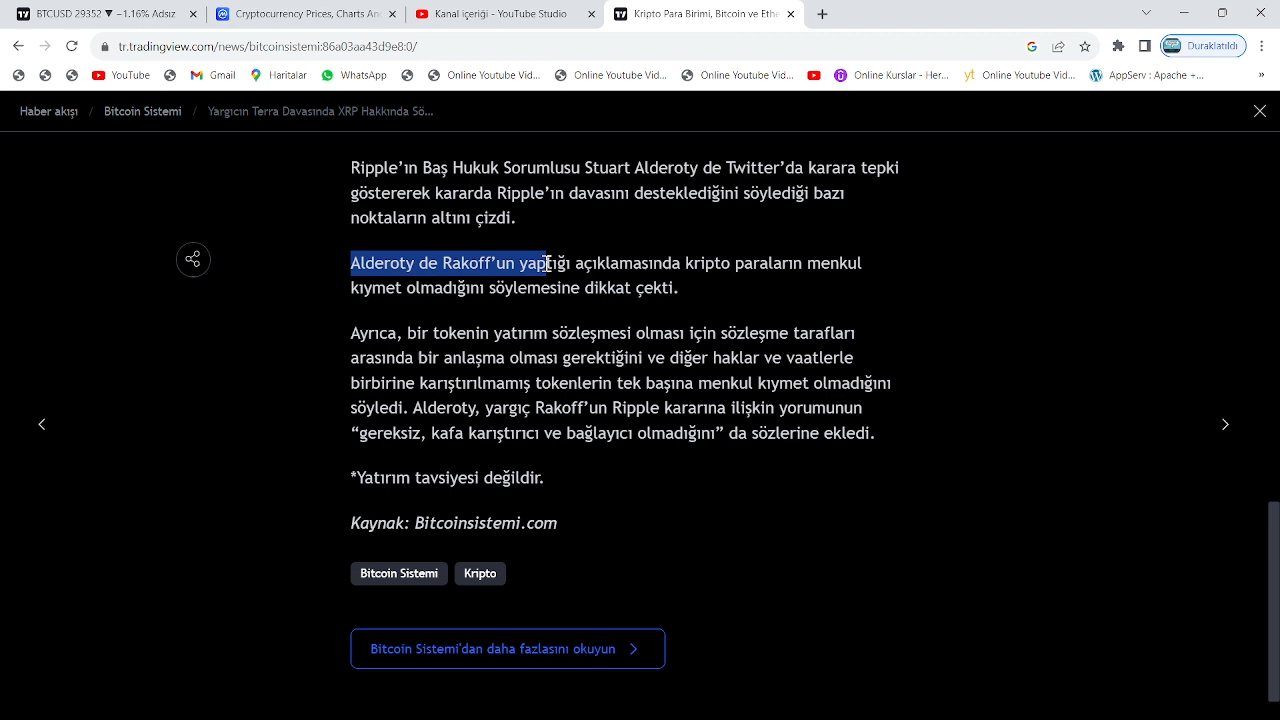 BTCUSD 29352 ▼ −1.16% Adsız
Cryptocurrency Prices, Charts An
Kanal içeriği - YouTube Studio
Kripto Para Birimi, Bitcoin ve Ethe
tr.tradingview.com/news/bitcoinsistemi:86a03aa43d9e8:0/
Duraklatıldı
YouTube
Gmail
Haritalar
WhatsApp
Online Youtube Vid...
Online Youtube Vid...
Online Youtube Vid...
Online Kurslar - Her...
yt Online Youtube Vid...
AppServ : Apache +...
»
Haber akışı / Bitcoin Sistemi / Yargıcın Terra Davasında XRP Hakkında Sö...
Ripple’ın Baş Hukuk Sorumlusu Stuart Alderoty de Twitter’da karara tepki
göstererek kararda Ripple’ın davasını desteklediğini söylediği bazı
noktaların altını çizdi.
Alderoty de Rakoff’un yaptığı açıklamasında kripto paraların menkul
kıymet olmadığını söylemesine dikkat çekti.
Ayrıca, bir tokenin yatırım sözleşmesi olması için sözleşme tarafları
arasında bir anlaşma olması gerektiğini ve diğer haklar ve vaatlerle
birbirine karıştırılmamış tokenlerin tek başına menkul kıymet olmadığını
söyledi. Alderoty, yargıç Rakoff’un Ripple kararına ilişkin yorumunun
“gereksiz, kafa karıştırıcı ve bağlayıcı olmadığını” da sözlerine ekledi.
*Yatırım tavsiyesi değildir.
Kaynak: Bitcoinsistemi.com
Bitcoin Sistemi
Kripto
Bitcoin Sistemi'dan daha fazlasını okuyun